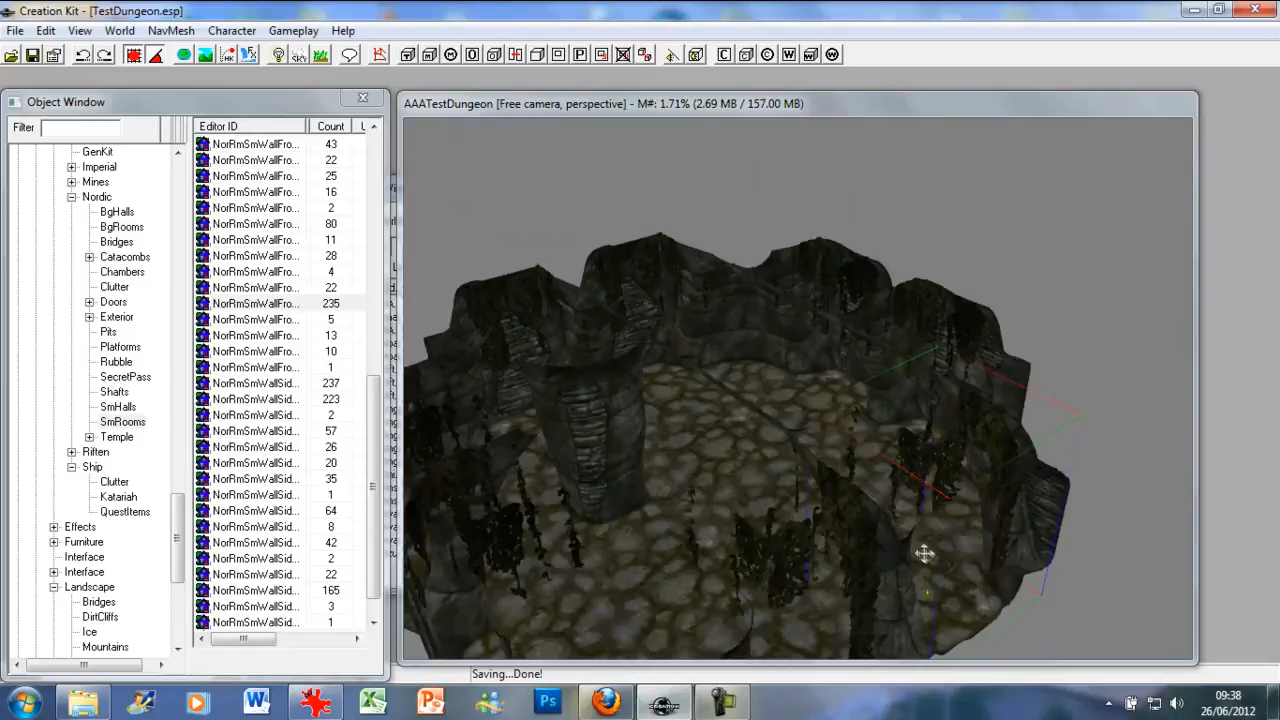 Creation Kit - [TestDungeon.esp]
File Edit View World NavMesh Character Gameplay Help
Object Window
Filter
GenKit
Imperial
Mines
Nordic
BgHalls
BgRooms
Bridges
Catacombs
Chambers
Clutter
Doors
Exterior
Pits
Platforms
Rubble
SecretPass
Shafts
SmHalls
SmRooms
Temple
Riften
Ship
Clutter
Katariah
QuestItems
Effects
Furniture
Interface
Interface
Landscape
Bridges
DirtCliffs
Ice
Mountains
Editor ID Count
NorRmSmWallFro... 43
NorRmSmWallFro... 22
NorRmSmWallFro... 25
NorRmSmWallFro... 16
NorRmSmWallFro... 2
NorRmSmWallFro... 80
NorRmSmWallFro... 11
NorRmSmWallFro... 28
NorRmSmWallFro... 4
NorRmSmWallFro... 22
NorRmSmWallFro... 235
NorRmSmWallFro... 5
NorRmSmWallFro... 13
NorRmSmWallFro... 10
NorRmSmWallFro... 1
NorRmSmWallSid... 237
NorRmSmWallSid... 223
NorRmSmWallSid... 2
NorRmSmWallSid... 57
NorRmSmWallSid... 26
NorRmSmWallSid... 20
NorRmSmWallSid... 35
NorRmSmWallSid... 1
NorRmSmWallSid... 64
NorRmSmWallSid... 8
NorRmSmWallSid... 42
NorRmSmWallSid... 2
NorRmSmWallSid... 22
NorRmSmWallSid... 165
NorRmSmWallSid... 3
NorRmSmWallSid... 1
AAATestDungeon [Free camera, perspective] - M#: 1.71% (2.69 MB / 157.00 MB)
Saving...Done!
09:38
26/06/2012